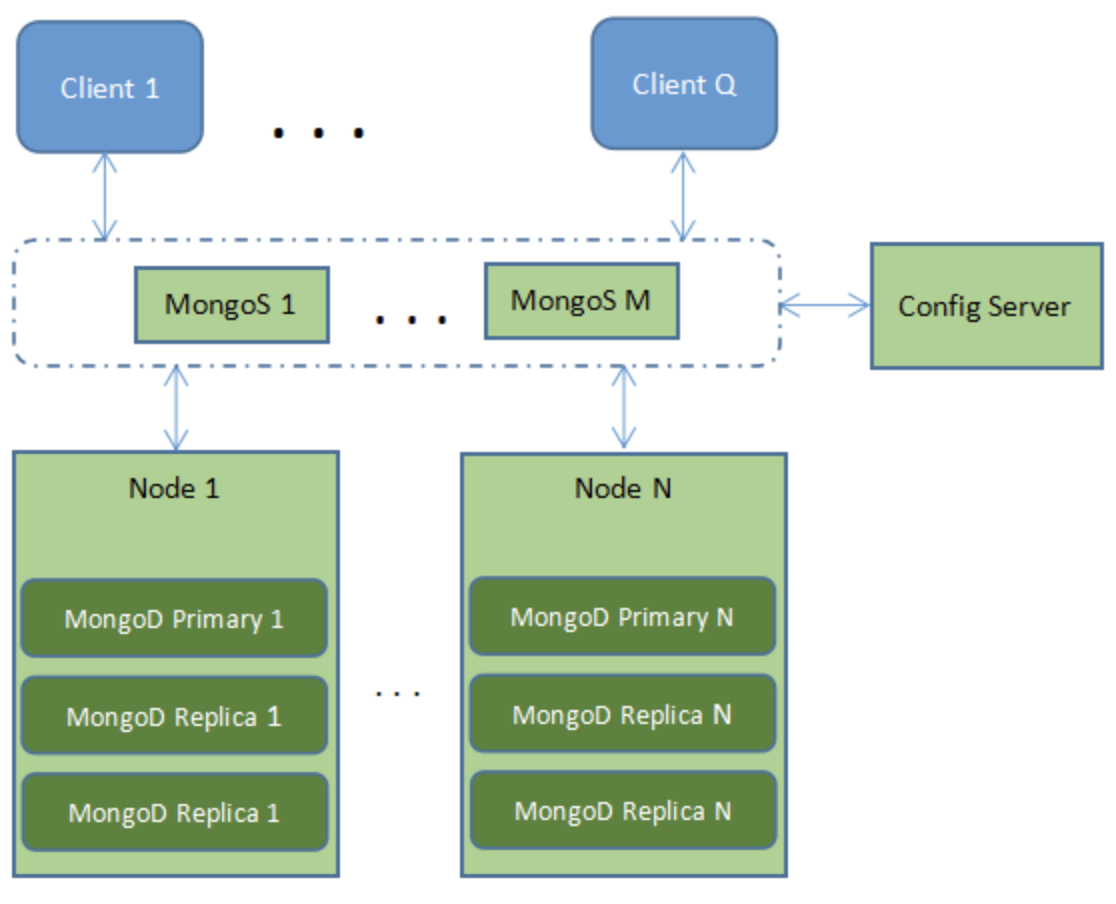 Client 1
. . .
Client Q
MongoS 1
. . .
MongoS M
Config Server
Node 1
MongoD Primary 1
MongoD Replica 1
MongoD Replica 1
. . .
Node N
MongoD Primary N
MongoD Replica N
MongoD Replica N